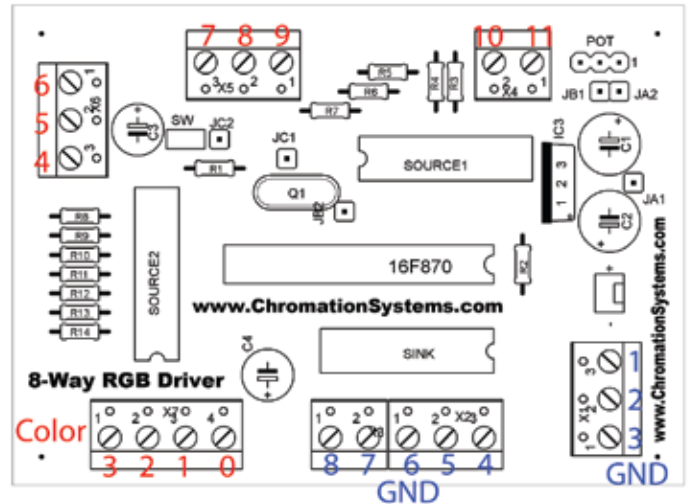 7 8 9
10 11
POT
1
3 X5 2 1
2 X4 1
R5
R6
R7
R4
R3
JB1 JA2
6
5
4
1
2 X6
3
C3
SW
JC2
R1
JC1
Q1
JB2
SOURCE1
IC3
3
2
1
C1
C2
JA1
+
+
R8
R9
R10
R11
R12
R13
R14
SOURCE2
16F870
R2
www.ChromationSystems.com
+
-
C4
SINK
8-Way RGB Driver
www.ChromationSystems.com
1 2 X7 3 4
1 2 X3 1 2 X2 3
3
X1 2
1
1
2
3
Color
3 2 1 0
8 7 6 5 4
GND
GND